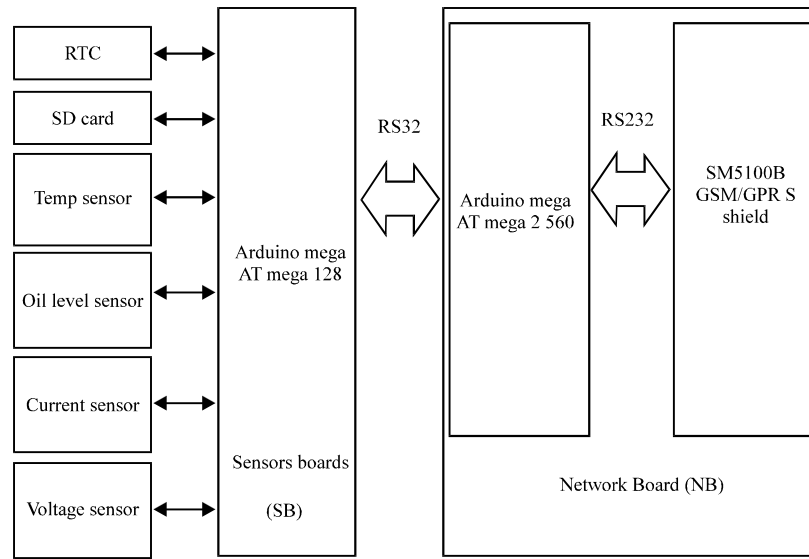 RTC
SD card
Temp sensor
Oil level sensor
Current sensor
Voltage sensor
Arduino mega
AT mega 128
Sensors boards
(SB)
RS32
Arduino mega
AT mega 2 560
RS232
SM5100B
GSM/GPR S
shield
Network Board (NB)